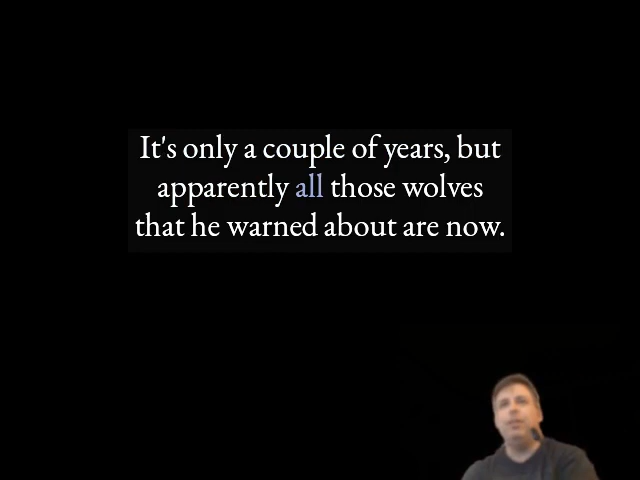 It's only a couple of years, but
apparently all those wolves
that he warned about are now.